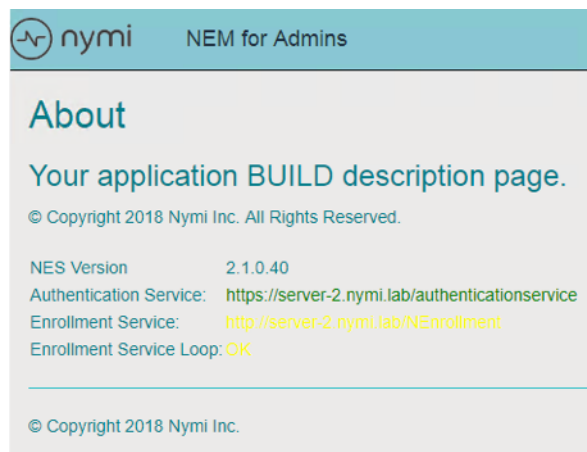 nymi NEM for Admins
About
Your application BUILD description page.
© Copyright 2018 Nymi Inc. All Rights Reserved.
NES Version 2.1.0.40
Authentication Service: https://server-2.nymi.lab/authenticationservice
Enrollment Service: http://server-2.nymi.lab/NEnrollment
Enrollment Service Loop: OK
© Copyright 2018 Nymi Inc.